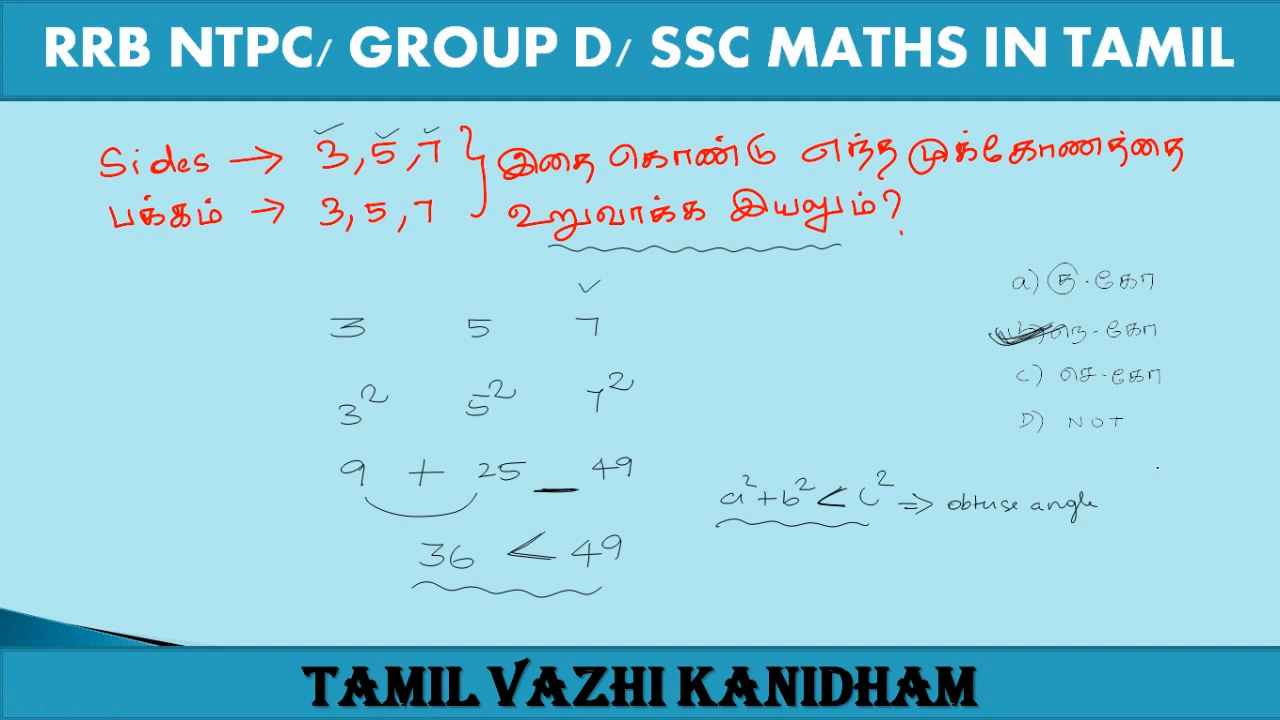 RRB NTPC/ GROUP D/ SSC MATHS IN TAMIL
Sides → 3, 5, 7 } இதை கொண்டு எந்த முக்கோணத்தை
பக்கம் → 3, 5, 7 உறுவாக்க இயலும்?
a) . கோ
3 5 7
கோ
3² 5² 7²
c) செ. கோ
D) NOT
9 + 25 _ 49
a² + b² < c² ⇒ obtuse angle
36 < 49
TAMIL VAZHI KANIDHAM